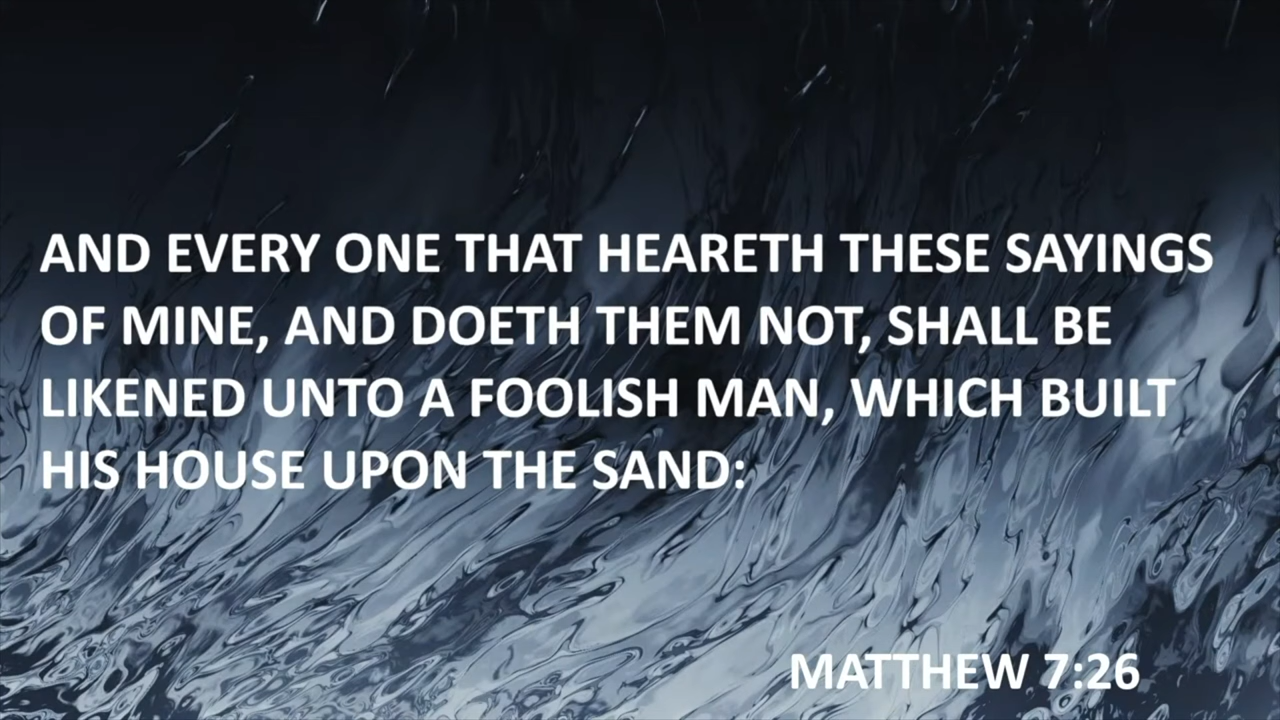 AND EVERY ONE THAT HEARETH THESE SAYINGS
OF MINE, AND DOETH THEM NOT, SHALL BE
LIKENED UNTO A FOOLISH MAN, WHICH BUILT
HIS HOUSE UPON THE SAND:
MATTHEW 7:26